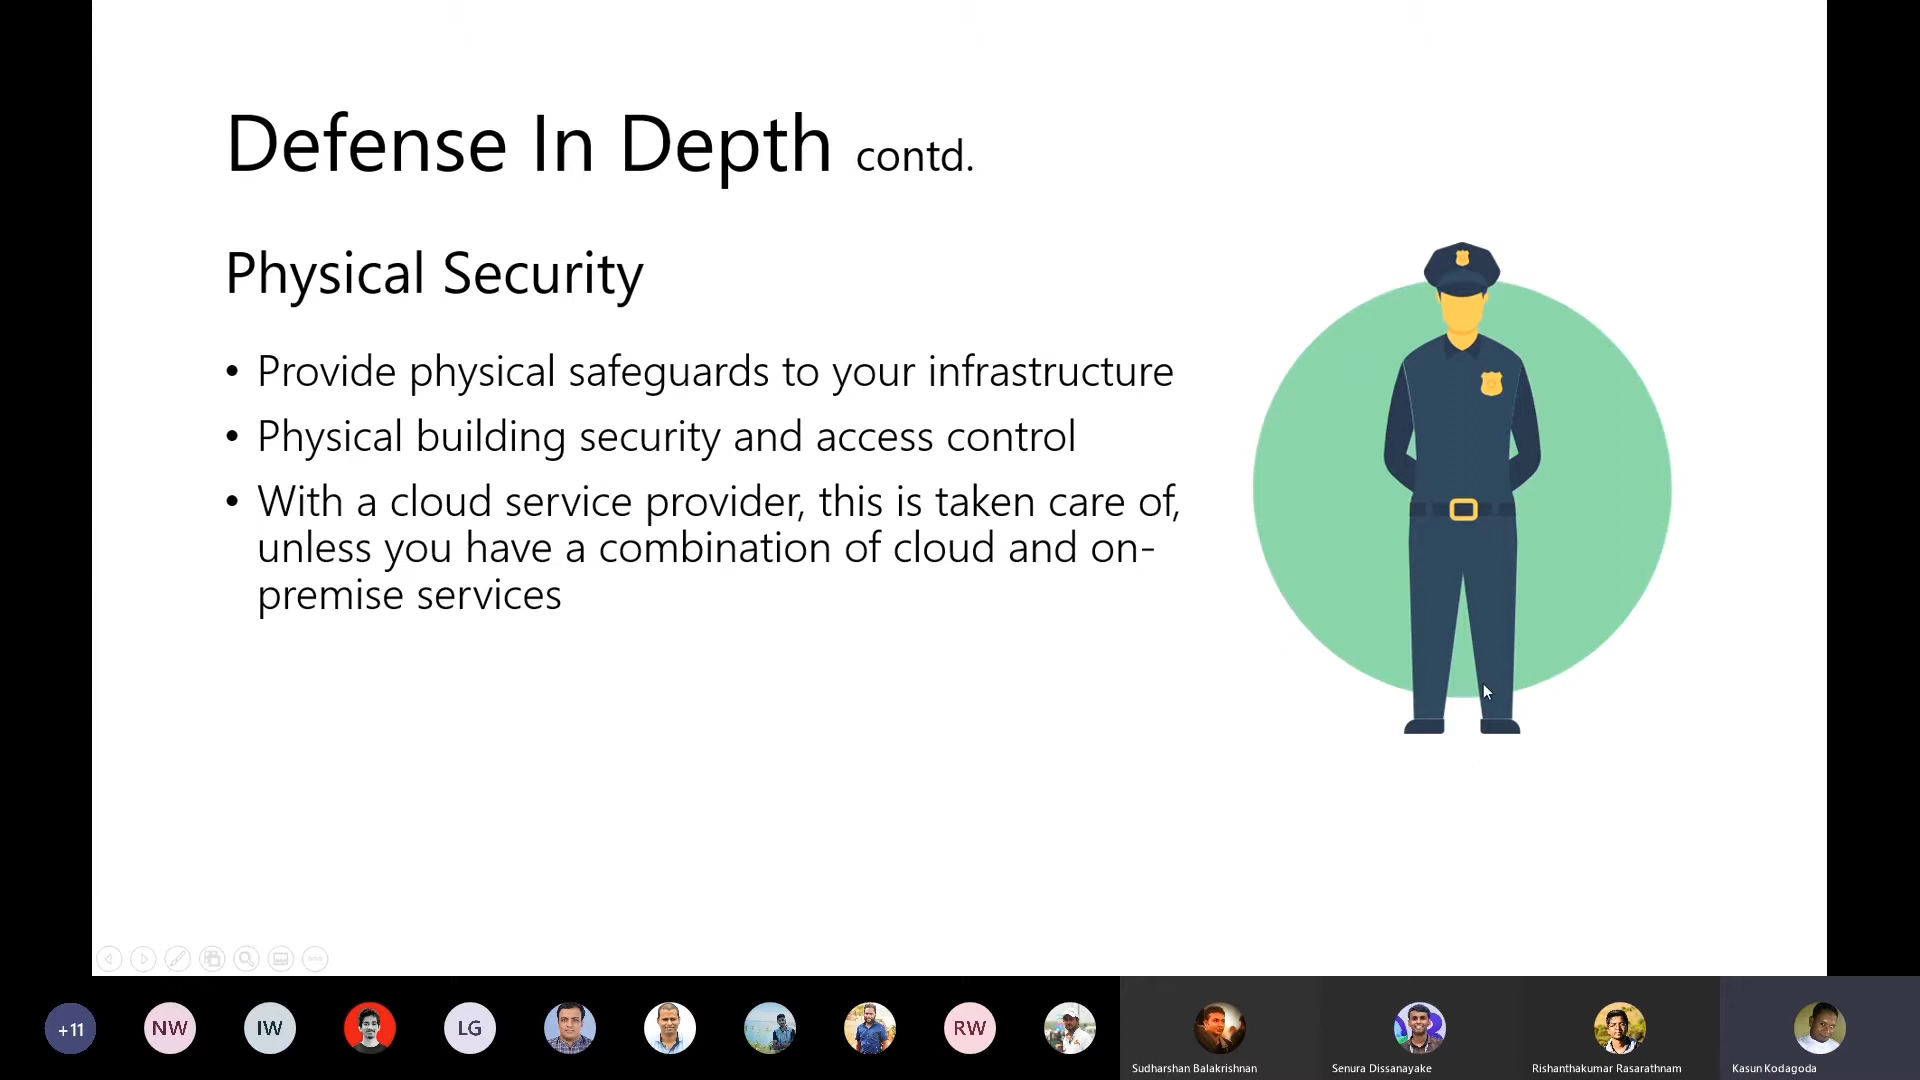 Defense In Depth contd.
Physical Security
• Provide physical safeguards to your infrastructure
• Physical building security and access control
• With a cloud service provider, this is taken care of,
unless you have a combination of cloud and on-
premise services
+11
NW
IW
LG
RW
Sudharshan Balakrishnan
Senura Dissanayake
Rishanthakumar Rasarathnam
Kasun Kodagoda